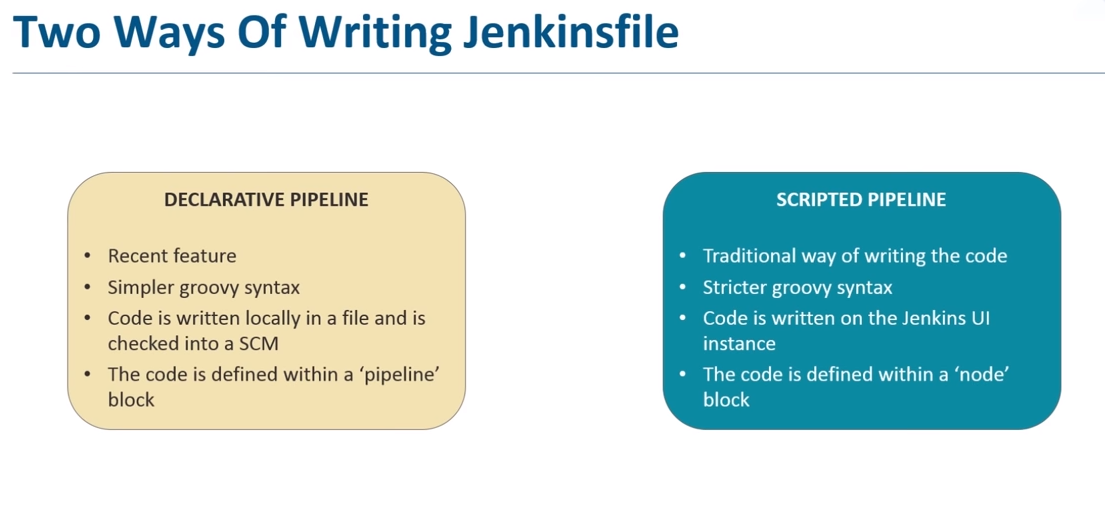 Two Ways Of Writing Jenkinsfile
DECLARATIVE PIPELINE
• Recent feature
• Simpler groovy syntax
• Code is written locally in a file and is
checked into a SCM
• The code is defined within a ‘pipeline’
block
SCRIPTED PIPELINE
• Traditional way of writing the code
• Stricter groovy syntax
• Code is written on the Jenkins UI
instance
• The code is defined within a ‘node’
block